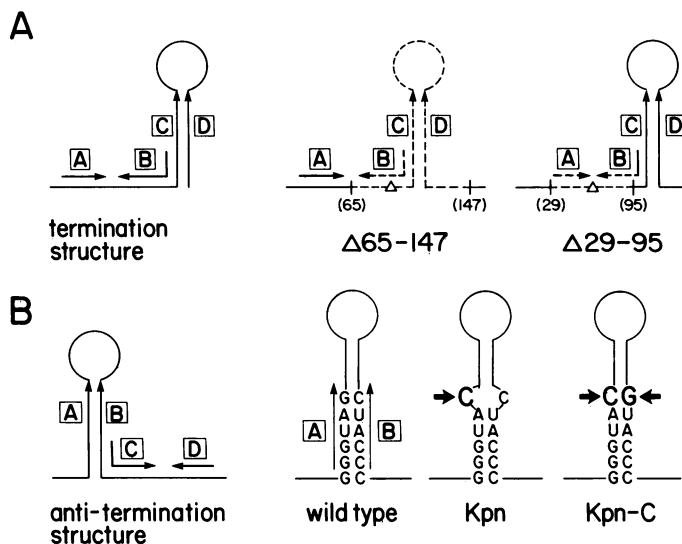 A
C D
A B
termination
structure
C D
A B
Δ
(65) (147)
Δ65-147
C D
A B
Δ
(29) (95)
Δ29-95
B
A B
C D
anti-termination
structure
A B
G C
A U
U A
G C
G C
G C
wild type
C C
A U
U A
G C
G C
G C
Kpn
C G
A U
U A
G C
G C
G C
Kpn-C